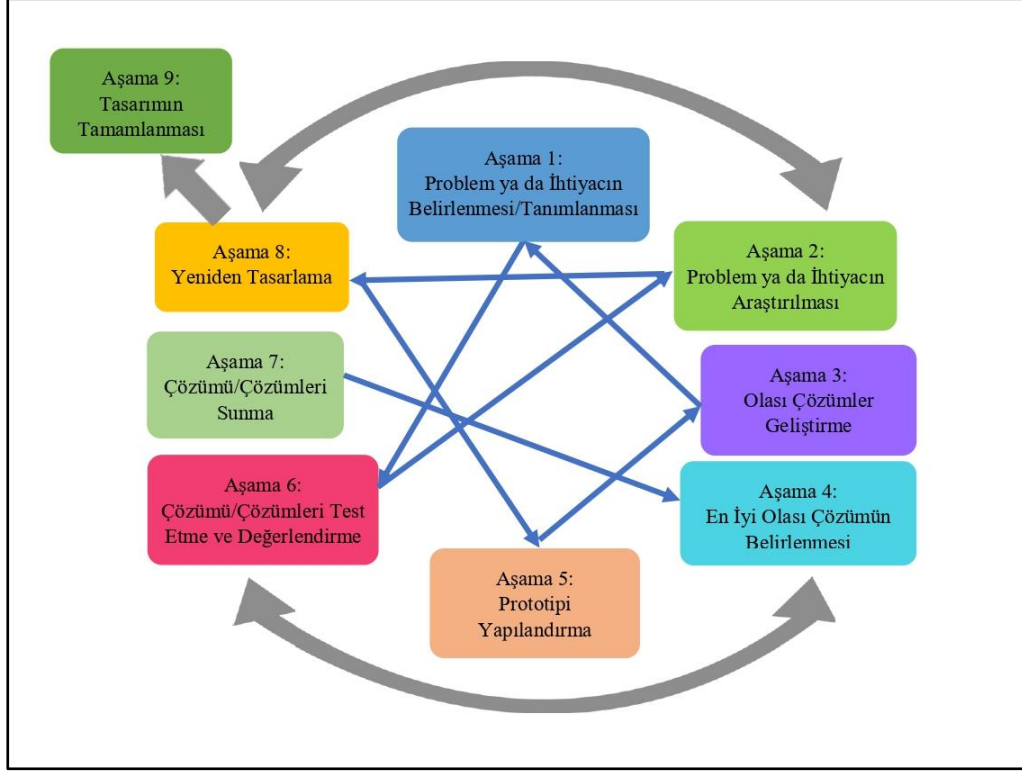 Aşama 9:
Tasarımın
Tamamlanması
Aşama 1:
Problem ya da İhtiyacın
Belirlenmesi/Tanımlanması
Aşama 2:
Problem ya da İhtiyacın
Araştırılması
Aşama 3:
Olası Çözümler
Geliştirme
Aşama 4:
En İyi Olası Çözümün
Belirlenmesi
Aşama 5:
Prototipi
Yapılandırma
Aşama 6:
Çözümü/Çözümleri Test
Etme ve Değerlendirme
Aşama 7:
Çözümü/Çözümleri
Sunma
Aşama 8:
Yeniden Tasarlama